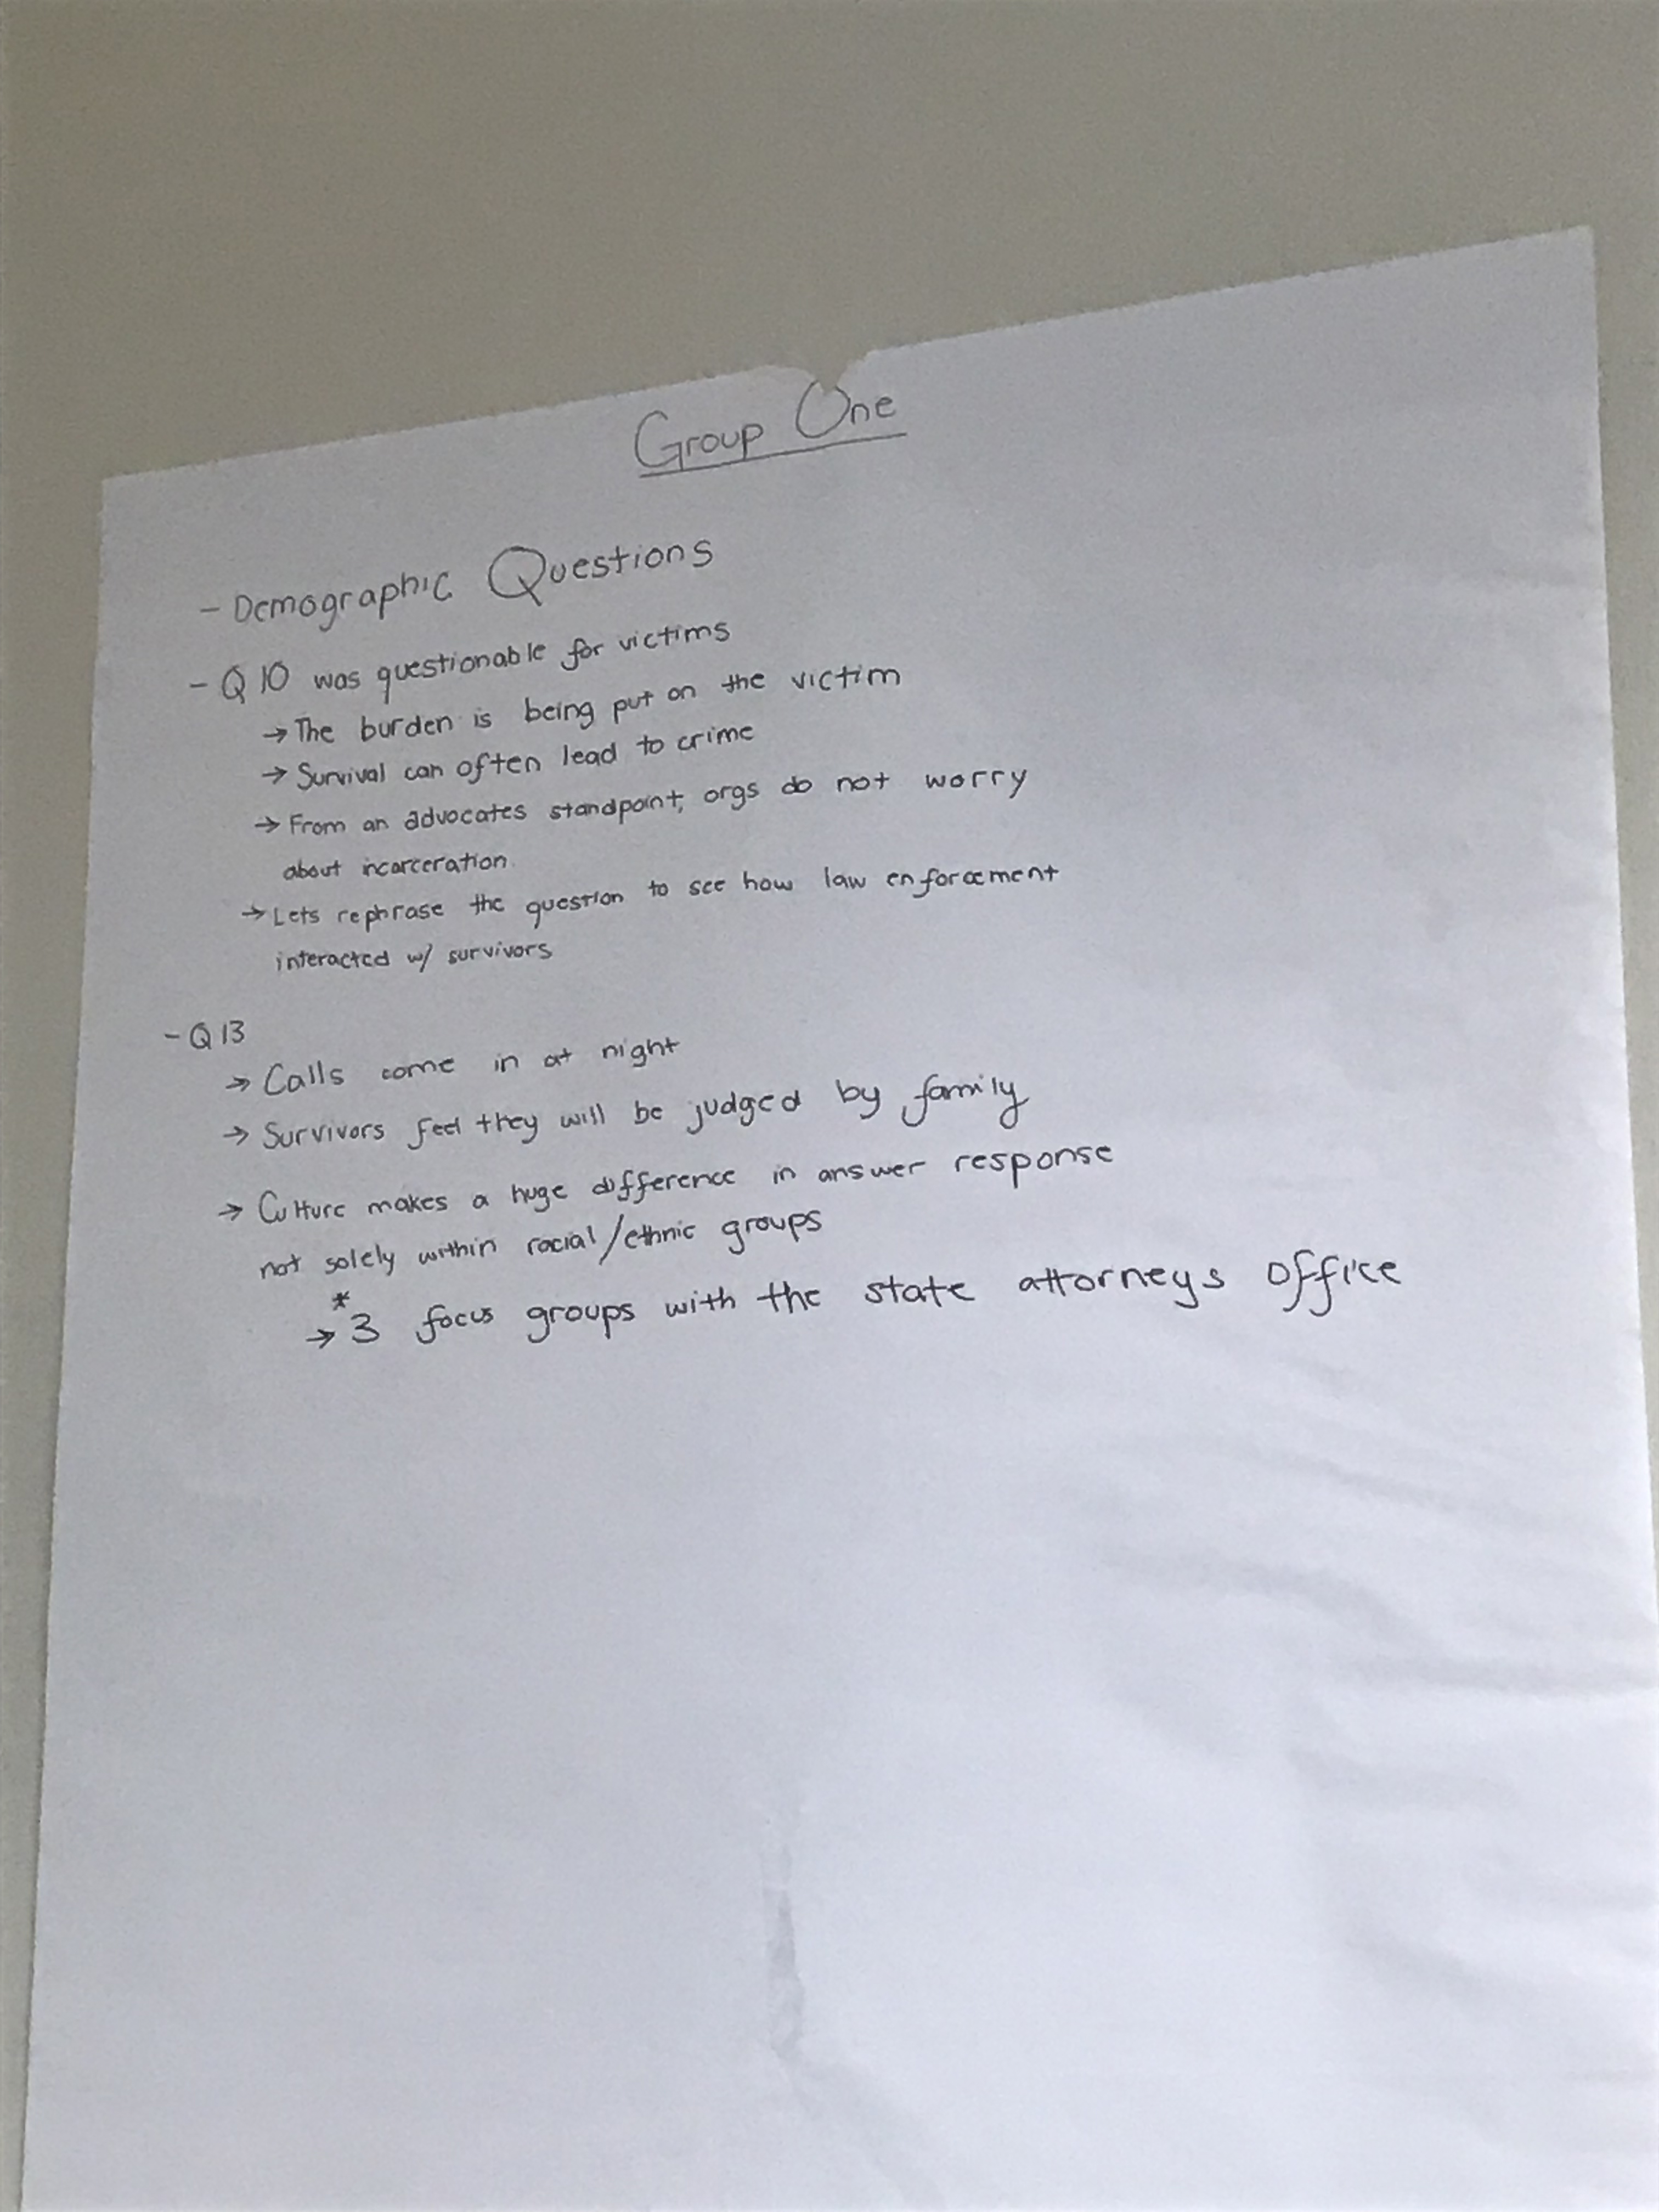 Group One
- Demographic Questions
- Q 10 was questionable for victims
→ The burden is being put on the victim
→ Survival can often lead to crime
→ From an advocates standpoint, orgs do not worry
about incarceration.
→ Lets rephrase the question to see how law enforcement
interacted w/ survivors
- Q 13
→ Calls come in at night
→ Survivors feel they will be judged by family
→ Culture makes a huge difference in answer response
not solely within racial/ethnic groups
*
→ 3 focus groups with the state attorneys office